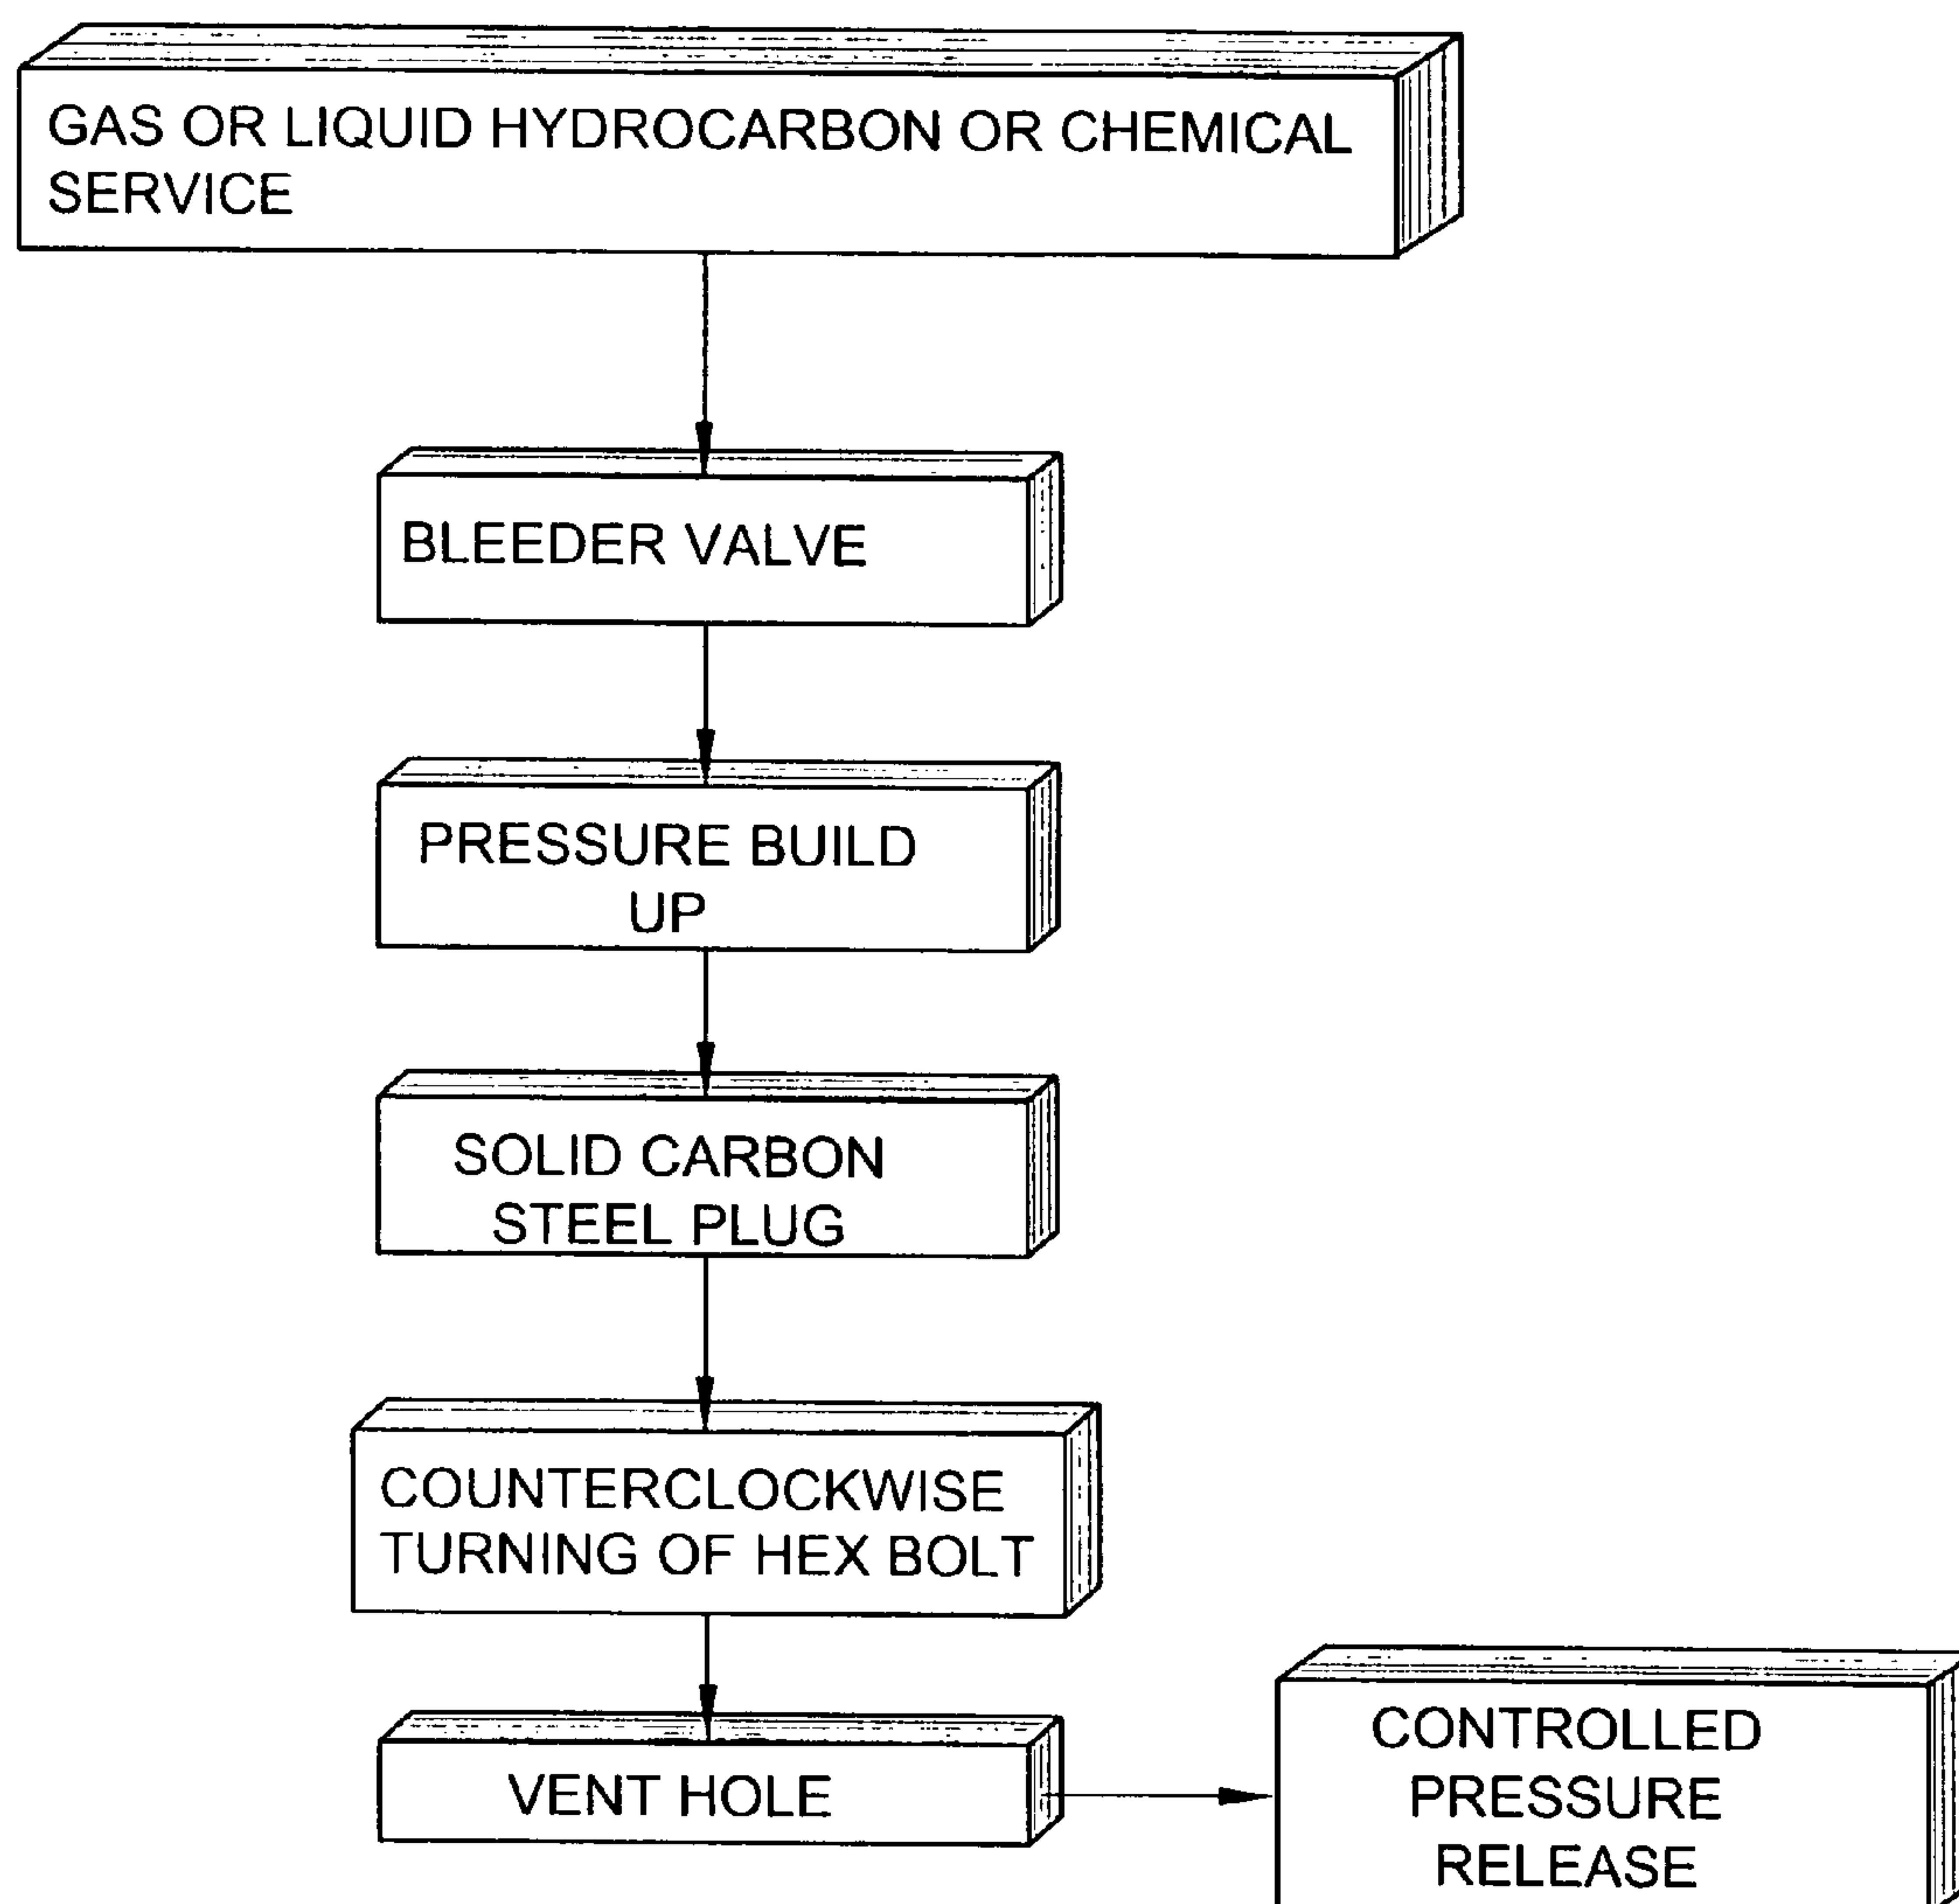 GAS OR LIQUID HYDROCARBON OR CHEMICAL
SERVICE
BLEEDER VALVE
PRESSURE BUILD
UP
SOLID CARBON
STEEL PLUG
COUNTERCLOCKWISE
TURNING OF HEX BOLT
VENT HOLE
CONTROLLED
PRESSURE
RELEASE